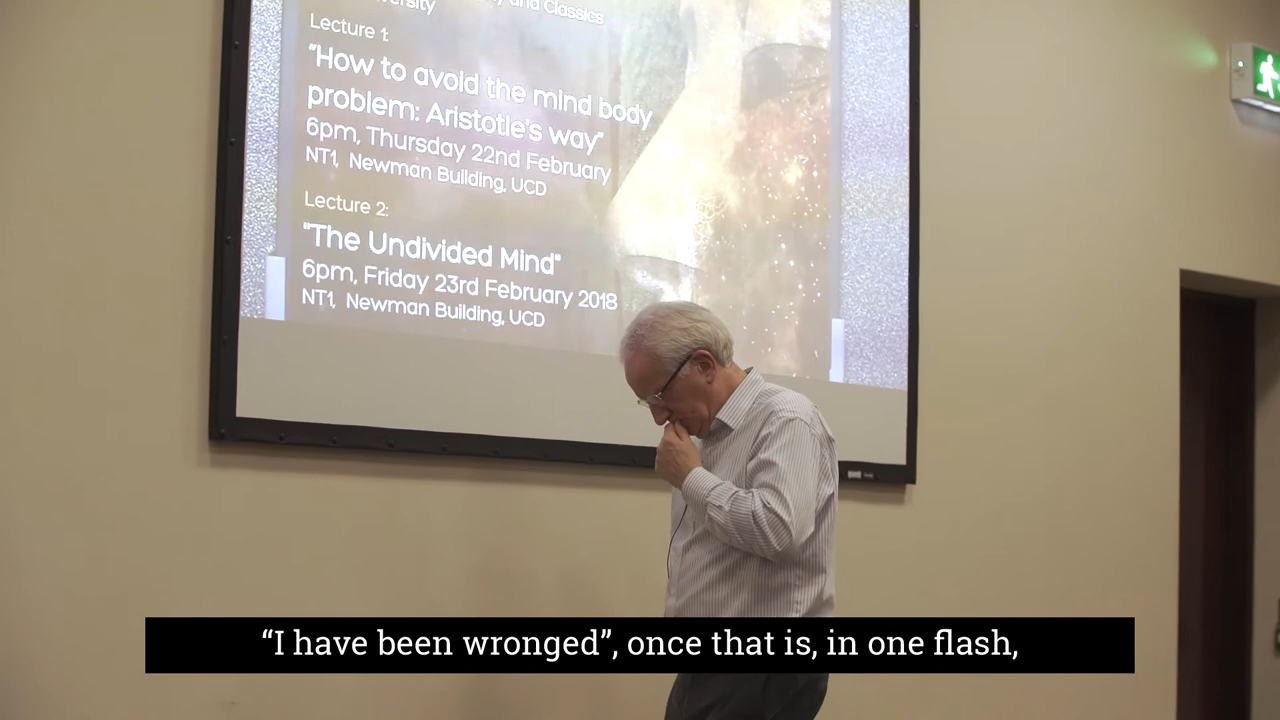 and Classics
Lecture 1:
"How to avoid the mind body
problem: Aristotle's way"
6pm, Thursday 22nd February
NT1, Newman Building, UCD
Lecture 2:
"The Undivided Mind"
6pm, Friday 23rd February 2018
NT1, Newman Building, UCD
“I have been wronged”, once that is, in one flash,